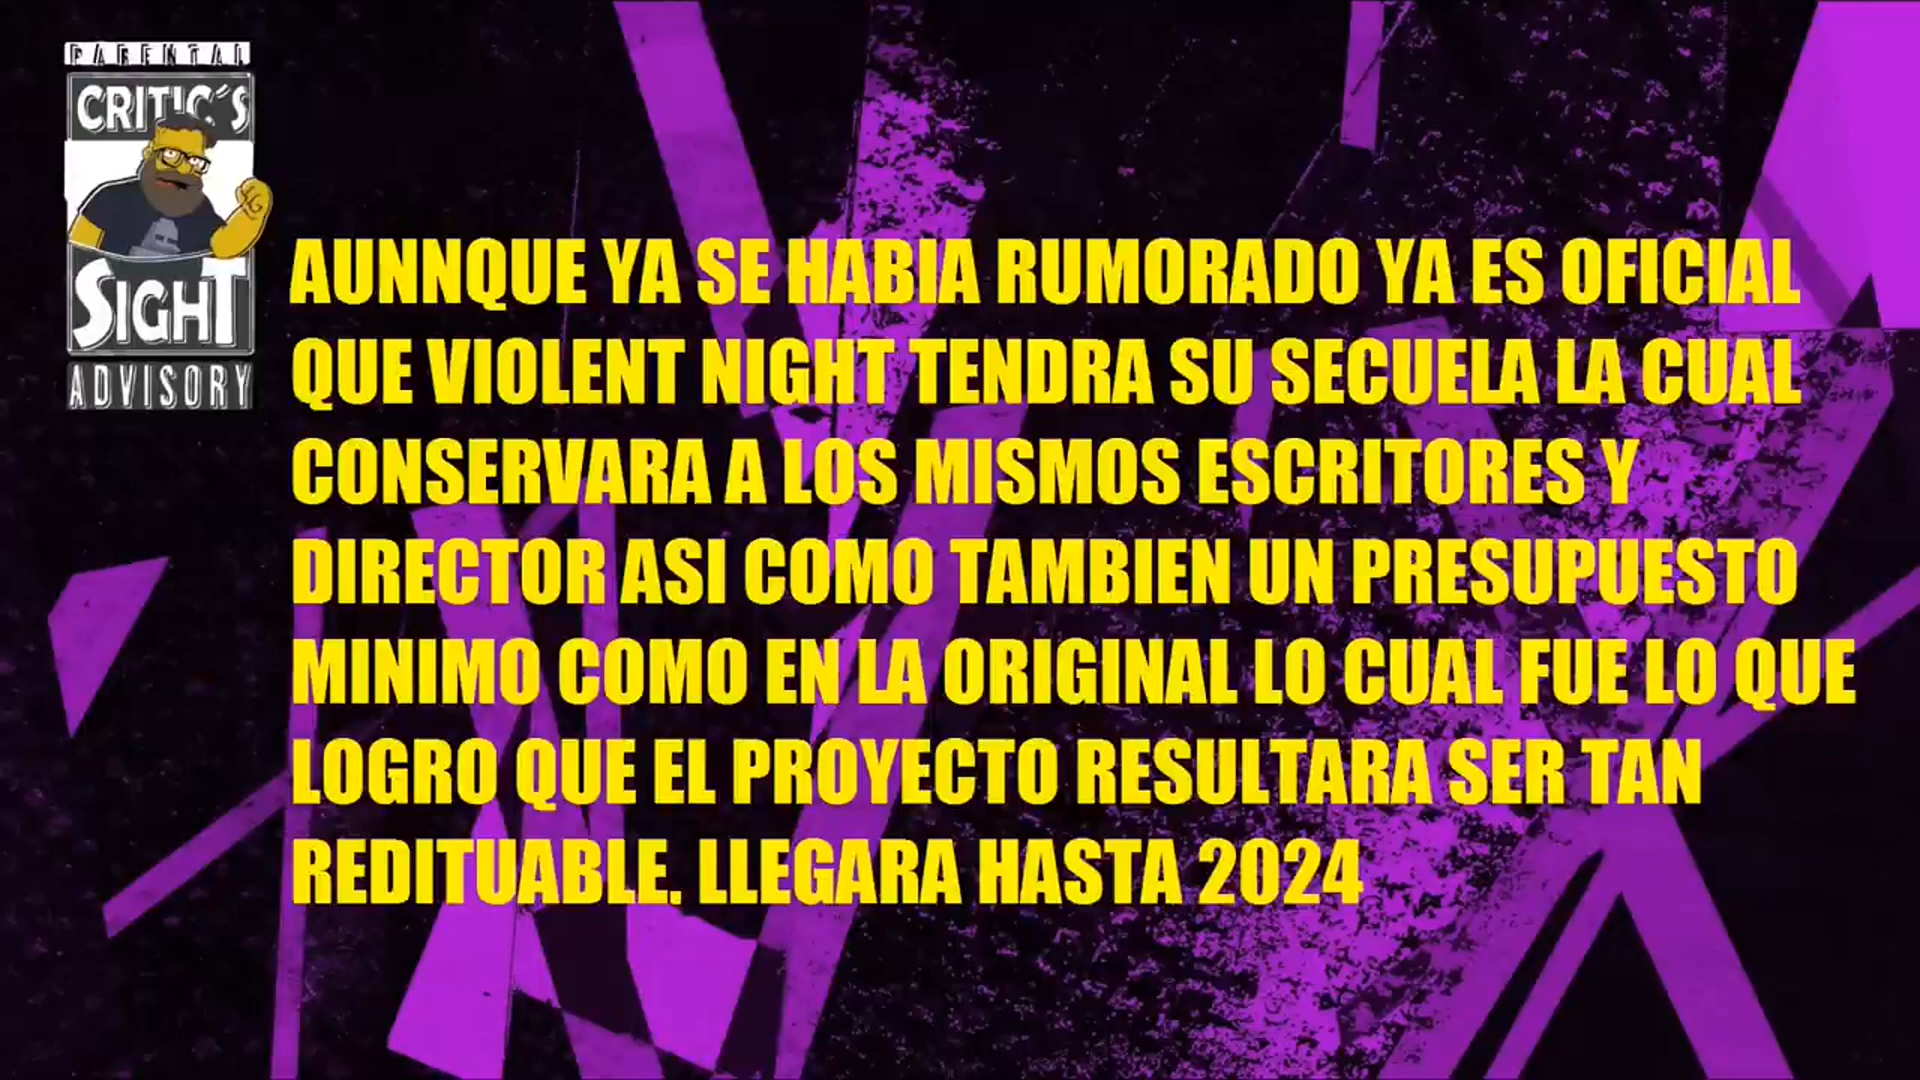 PARENTAL
CRITIC´S
SIGHT
ADVISORY
AUNNQUE YA SE HABIA RUMORADO YA ES OFICIAL
QUE VIOLENT NIGHT TENDRA SU SECUELA LA CUAL
CONSERVARA A LOS MISMOS ESCRITORES Y
DIRECTOR ASI COMO TAMBIEN UN PRESUPUESTO
MINIMO COMO EN LA ORIGINAL LO CUAL FUE LO QUE
LOGRO QUE EL PROYECTO RESULTARA SER TAN
REDITUABLE. LLEGARA HASTA 2024